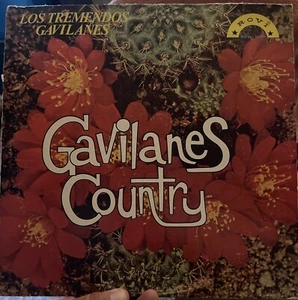 LOS TREMENDOS
"GAVILANES"
ROVI
Gavilanes
Country